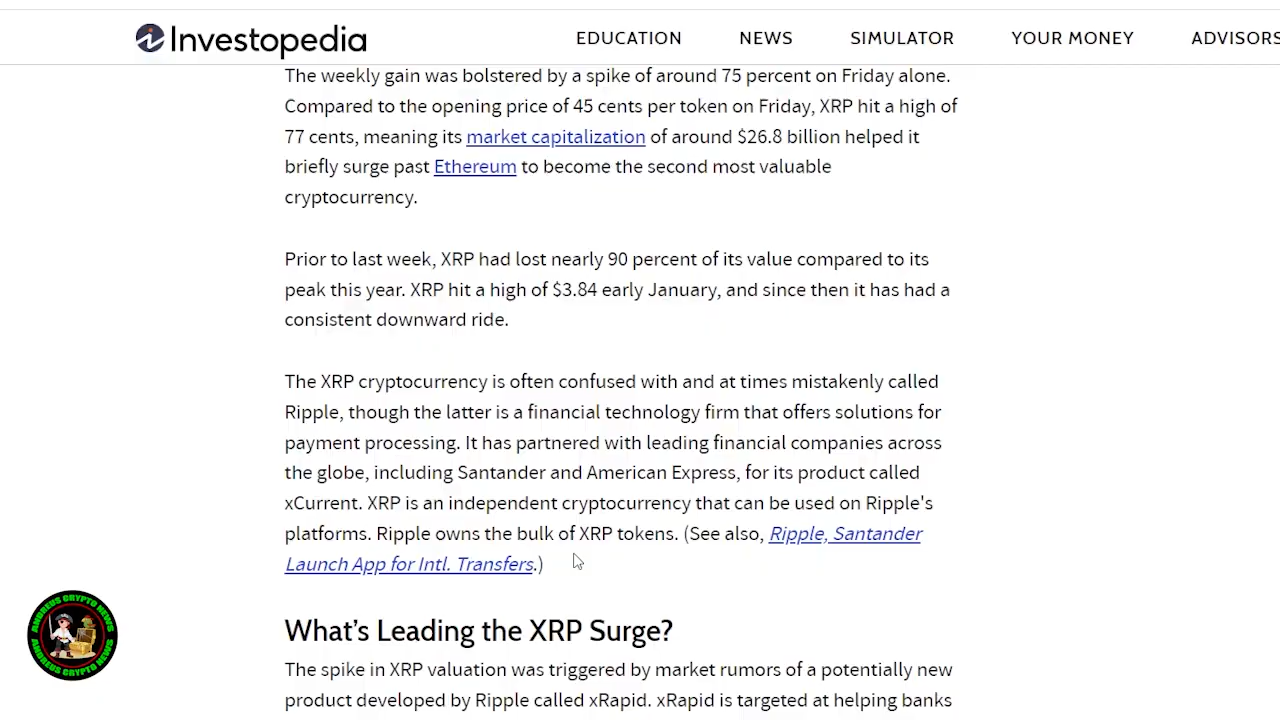 Investopedia
EDUCATION NEWS SIMULATOR YOUR MONEY ADVISORS
The weekly gain was bolstered by a spike of around 75 percent on Friday alone.
Compared to the opening price of 45 cents per token on Friday, XRP hit a high of
77 cents, meaning its market capitalization of around $26.8 billion helped it
briefly surge past Ethereum to become the second most valuable
cryptocurrency.
Prior to last week, XRP had lost nearly 90 percent of its value compared to its
peak this year. XRP hit a high of $3.84 early January, and since then it has had a
consistent downward ride.
The XRP cryptocurrency is often confused with and at times mistakenly called
Ripple, though the latter is a financial technology firm that offers solutions for
payment processing. It has partnered with leading financial companies across
the globe, including Santander and American Express, for its product called
xCurrent. XRP is an independent cryptocurrency that can be used on Ripple's
platforms. Ripple owns the bulk of XRP tokens. (See also, Ripple, Santander
Launch App for Intl. Transfers.)
What's Leading the XRP Surge?
The spike in XRP valuation was triggered by market rumors of a potentially new
product developed by Ripple called xRapid. xRapid is targeted at helping banks
ANDREUS CRYPTO NEWS
ANDREUS CRYPTO NEWS